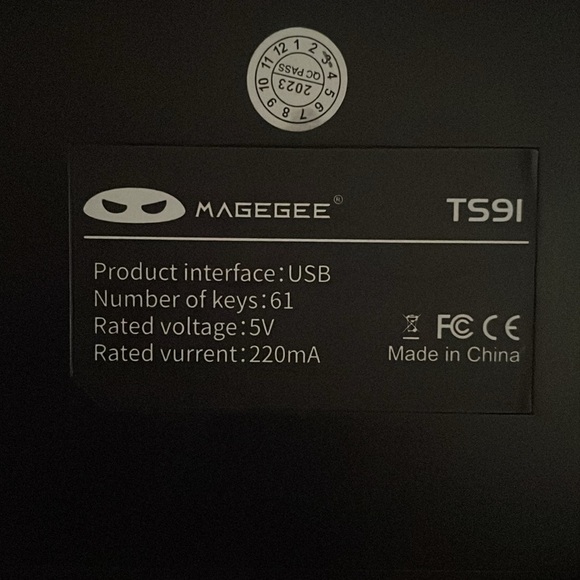 12 1 2 3 4 5 6 7 8 9 10 11
QC PASS
2023
MAGEGEE®
TS91
Product interface:USB
Number of keys:61
Rated voltage:5V
Rated vurrent:220mA
FC CE
Made in China